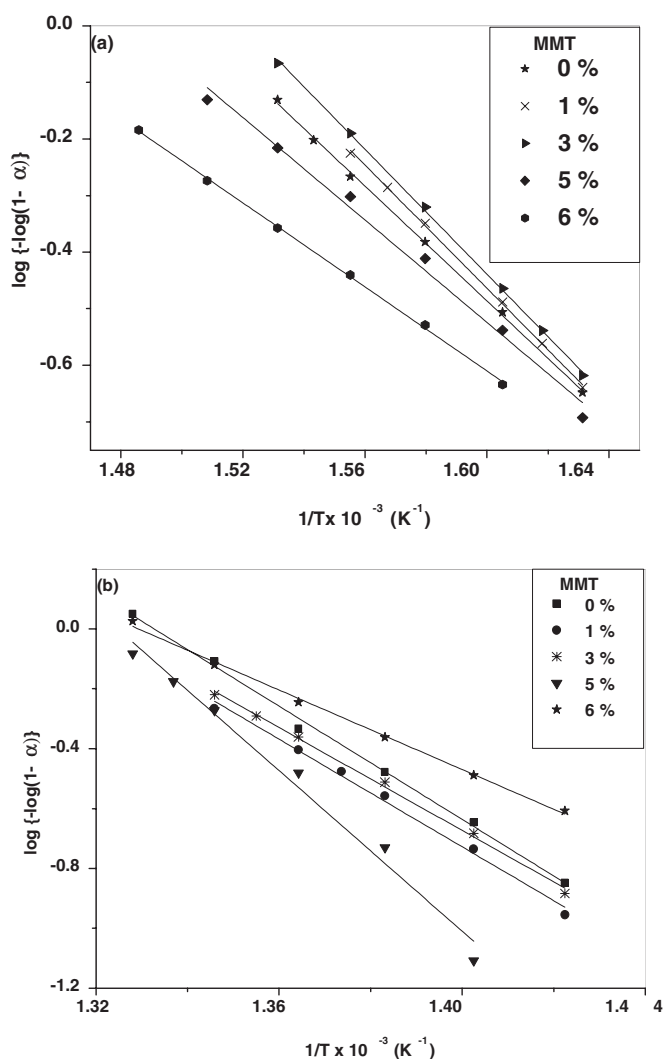 (a)
0.0
-0.2
-0.4
-0.6
log {-log(1- α)}
MMT
0 %
1 %
3 %
5 %
6 %
1.48 1.52 1.56 1.60 1.64
1/Tx 10 -3 (K-1)
(b)
0.0
-0.4
-0.8
-1.2
log {-log(1- α)}
MMT
0 %
1 %
3 %
5 %
6 %
1.32 1.36 1.40 1.4 4
1/T x 10 -3 (K-1)